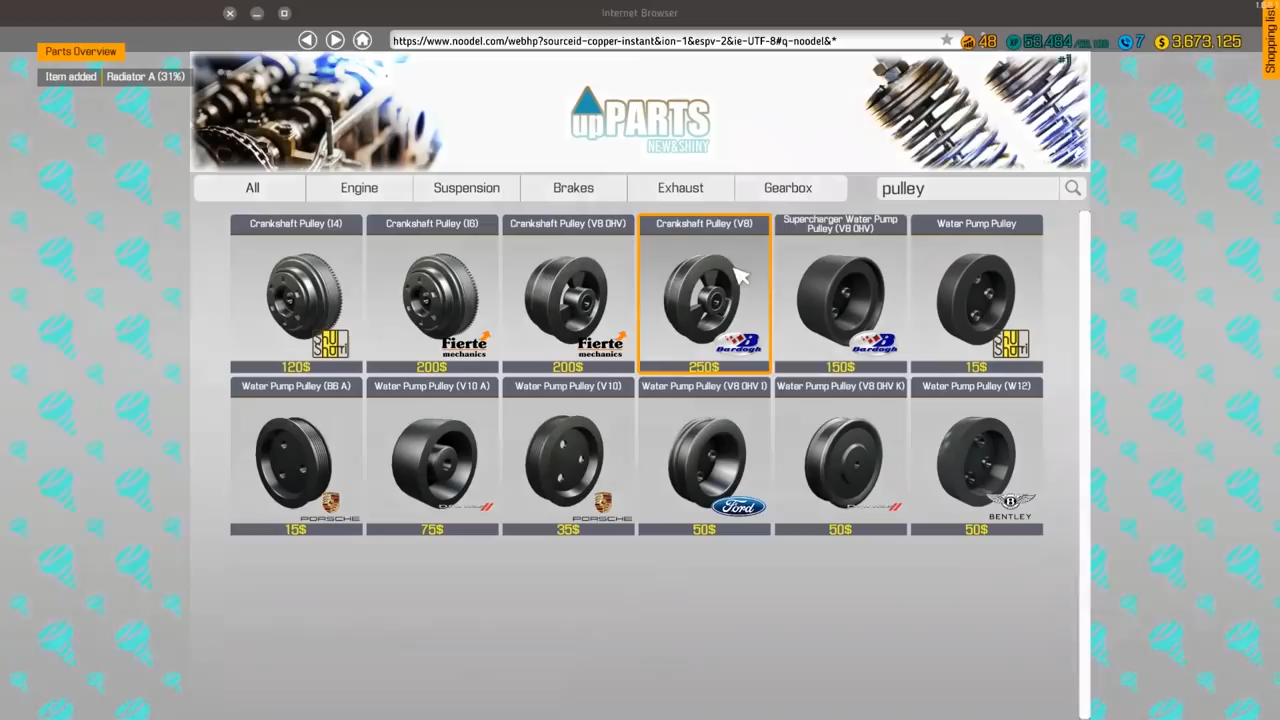 Internet Browser
Parts Overview
https://www.noodel.com/webhp?sourceid-copper-instant&ion-1&espv-2&ie-UTF-8#q-noodel&*
48
7
$ 3,673,125
#1
Shopping list
Item added Radiator A (31%)
upPARTS
NEW&SHINY
All Engine Suspension Brakes Exhaust Gearbox pulley
Crankshaft Pulley (I4)
Crankshaft Pulley (I6)
Crankshaft Pulley (V8 OHV)
Crankshaft Pulley (V8)
Supercharger Water Pump
Pulley (V8 OHV)
Water Pump Pulley
Fierte mechanics
Fierte mechanics
Bardogh
Bardogh
120$ 200$ 200$ 250$ 150$ 15$
Water Pump Pulley (B6 A)
Water Pump Pulley (V10 A)
Water Pump Pulley (V10)
Water Pump Pulley (V8 OHV I)
Water Pump Pulley (V8 OHV K)
Water Pump Pulley (W12)
PORSCHE
PORSCHE
Ford
BENTLEY
15$ 75$ 35$ 50$ 50$ 50$